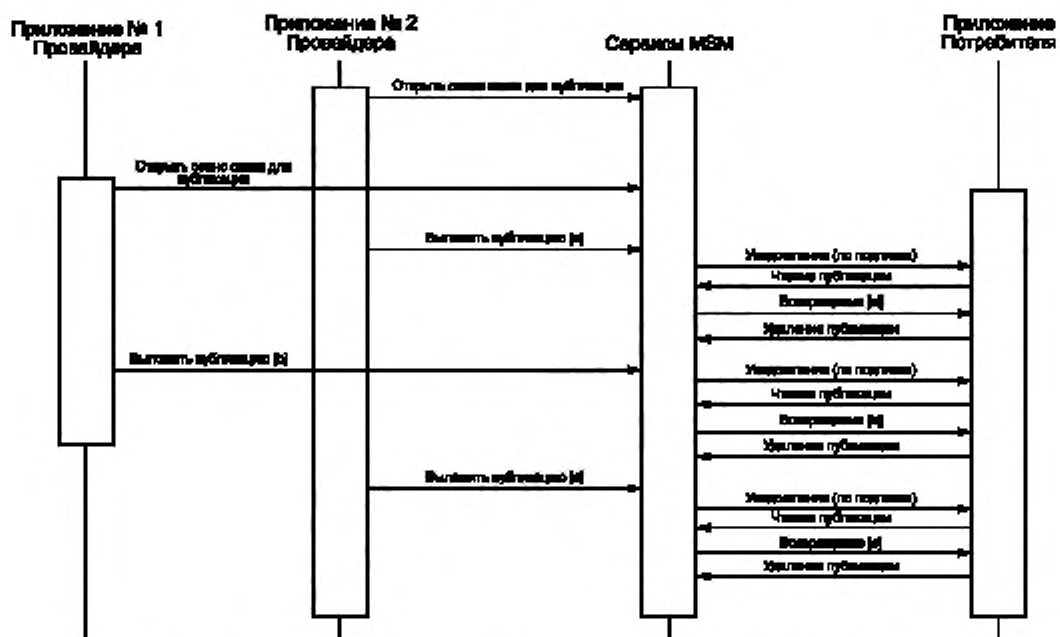 Приложение № 1
Провайдера
Приложение № 2
Провайдера
Сервисы MSM
Приложение
Потребителя
Открыть сеанс связи для публикации
Открыть сеанс связи для
публикации
Выложить публикацию [a]
Уведомление (по подписке)
Чтение публикации
Возвращение [a]
Удаление публикации
Выложить публикацию [b]
Уведомление (по подписке)
Чтение публикации
Возвращение [b]
Удаление публикации
Выложить публикацию
Уведомление (по подписке)
Чтение публикации
Возвращение
Удаление публикации